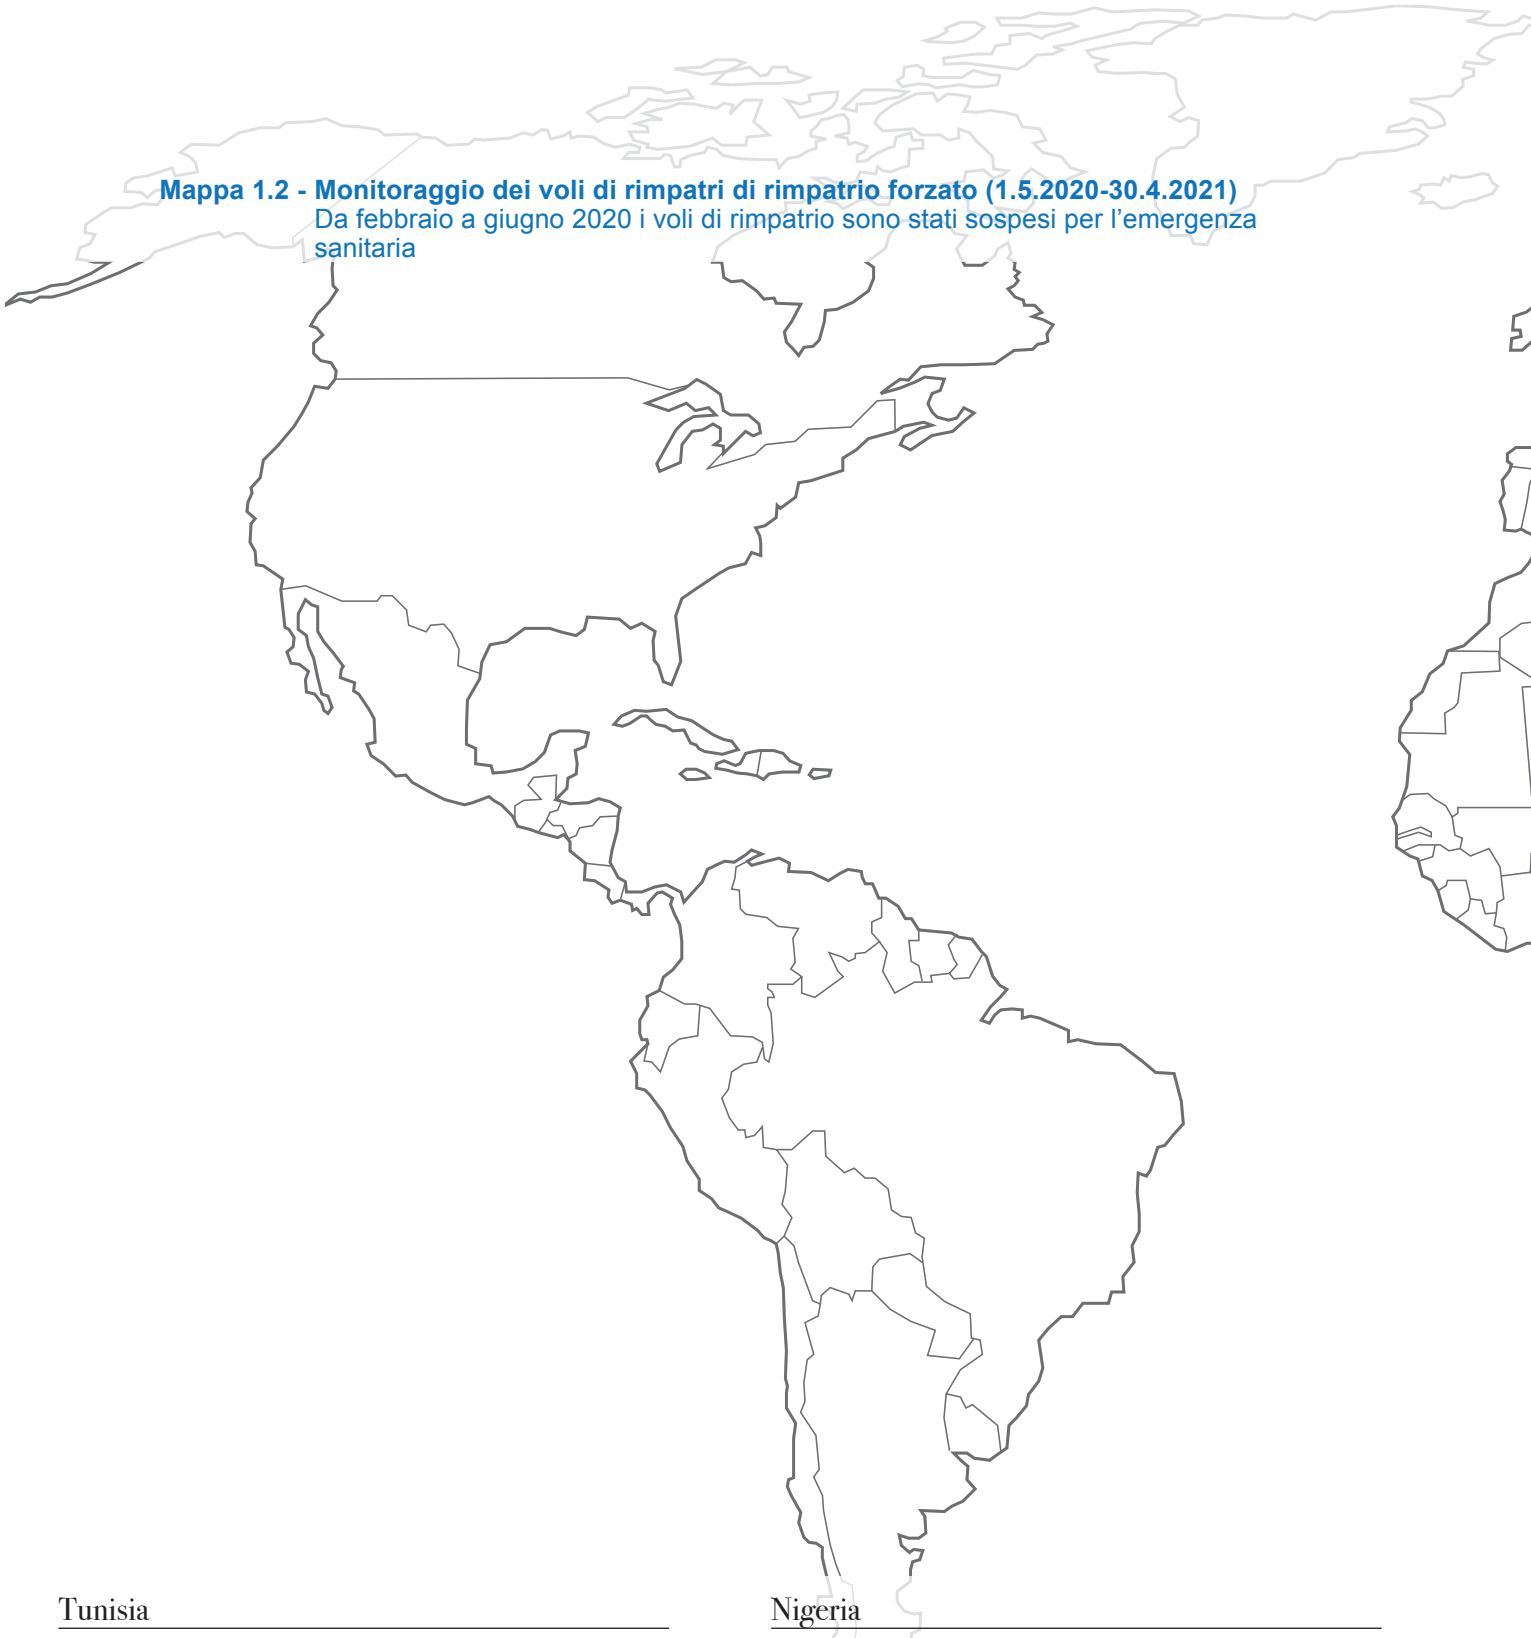 Mappa 1.2 - Monitoraggio dei voli di rimpatri di rimpatrio forzato (1.5.2020-30.4.2021)
Da febbraio a giugno 2020 i voli di rimpatrio sono stati sospesi per l’emergenza
sanitaria
Tunisia
Nigeria